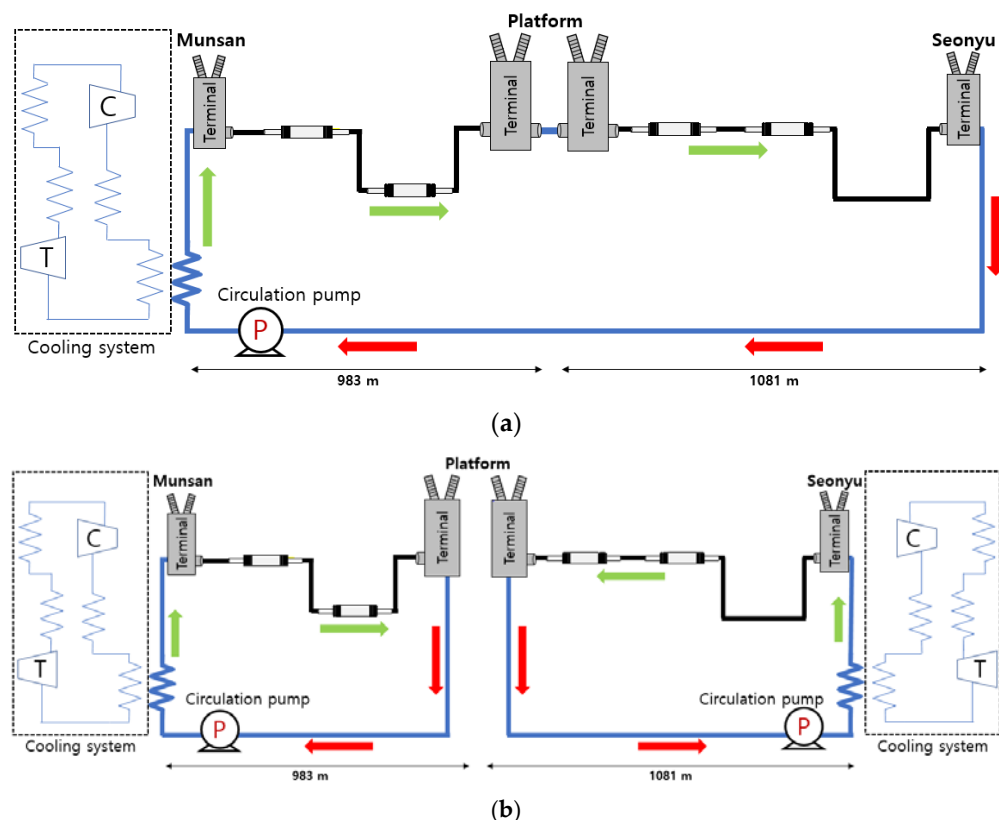 Platform
Munsan
Seonyu
Terminal
Terminal
Terminal
Terminal
C
T
Circulation pump
P
Cooling system
983 m
1081 m
(a)
Platform
Munsan
Seonyu
Terminal
Terminal
Terminal
Terminal
C
C
T
T
Circulation pump
Circulation pump
P
P
Cooling system
Cooling system
983 m
1081 m
(b)